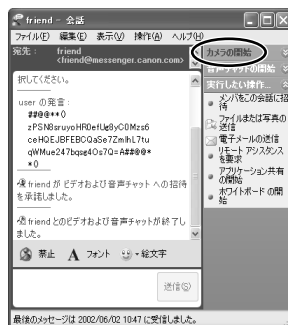 friend - 会話
ファイル(F) 編集(E) 表示(V) 操作(A) ヘルプ(H)
宛先: friend
<friend@messenger.canon.com>
択してください。
user の発言:
##@@**()
zPSN8sruyoHR0efUg8yC0Mzs6
ceHQEJBFEBCQaSe7ZmlhL7tu
qWMue247bqsg4Os7Q=A##@@*
*()
friend が ビデオおよび音声チャット への招待
を承諾しました。
friend とのビデオおよび音声チャットが終了し
ました。
禁止 A フォント 絵文字
送信(S)
最後のメッセージは 2002/06/02 10:47 に受信しました。
カメラの開始
音声チャットの開始
実行したい操作...
メンバをこの会話に招
待
ファイルまたは写真の
送信
電子メールの送信
リモート アシスタンス
を要求
アプリケーション共有
の開始
ホワイトボード の開
始